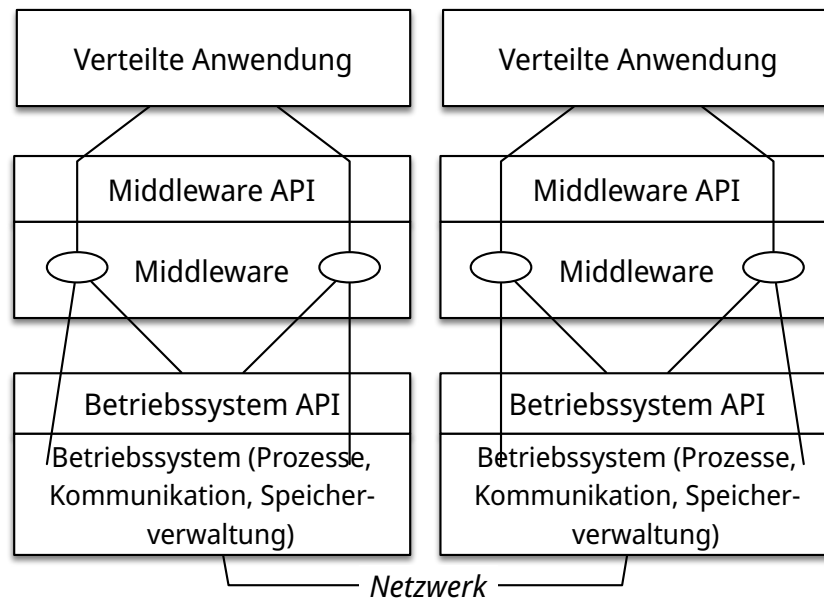 Verteilte Anwendung
Middleware API
Middleware
Betriebssystem API
Betriebssystem (Prozesse,
Kommunikation, Speicher-
verwaltung)
Verteilte Anwendung
Middleware API
Middleware
Betriebssystem API
Betriebssystem (Prozesse,
Kommunikation, Speicher-
verwaltung)
Netzwerk